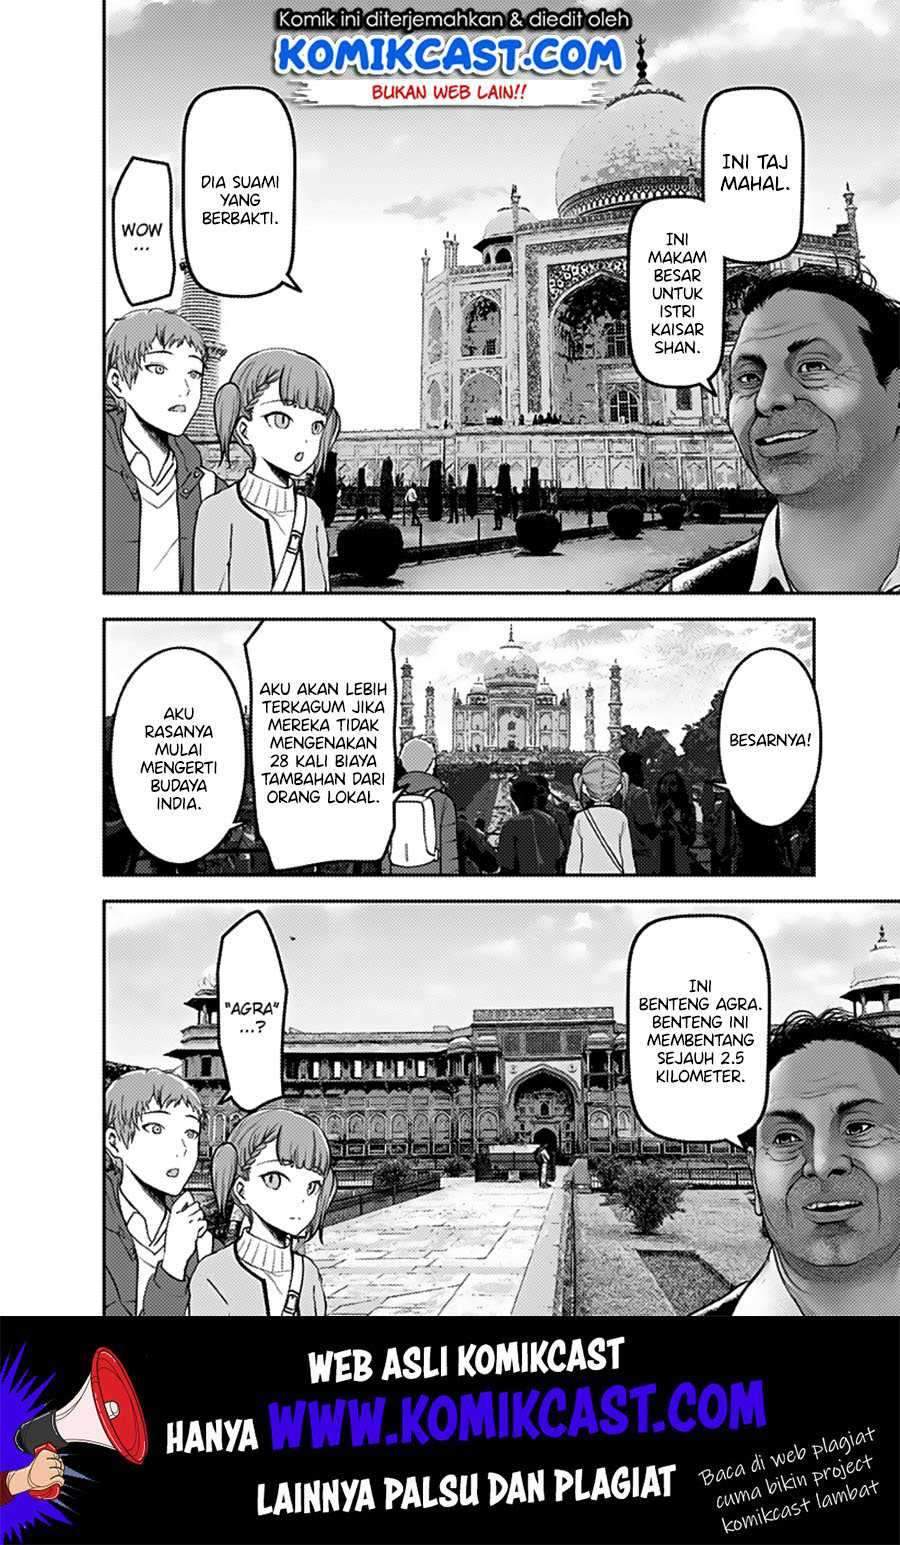 Komik ini diterjemahkan & diedit oleh
KOMIKCAST.COM
BUKAN WEB LAIN!!
INI TAJ
MAHAL.
INI
MAKAM
BESAR
UNTUK
ISTRI
KAISAR
SHAN.
DIA SUAMI
YANG
BERBAKTI.
WOW
...
BESARNYA!
AKU AKAN LEBIH
TERKAGUM JIKA
MEREKA TIDAK
MENGENAKAN
28 KALI BIAYA
TAMBAHAN DARI
ORANG LOKAL.
AKU
RASANYA
MULAI
MENGERTI
BUDAYA
INDIA.
INI
BENTENG AGRA.
BENTENG INI
MEMBENTANG
SEJAUH 2.5
KILOMETER.
"AGRA"
...?
WEB ASLI KOMIKCAST
HANYA WWW.KOMIKCAST.COM
LAINNYA PALSU DAN PLAGIAT
Baca di web plagiat
cuma bikin project
komikcast lambat